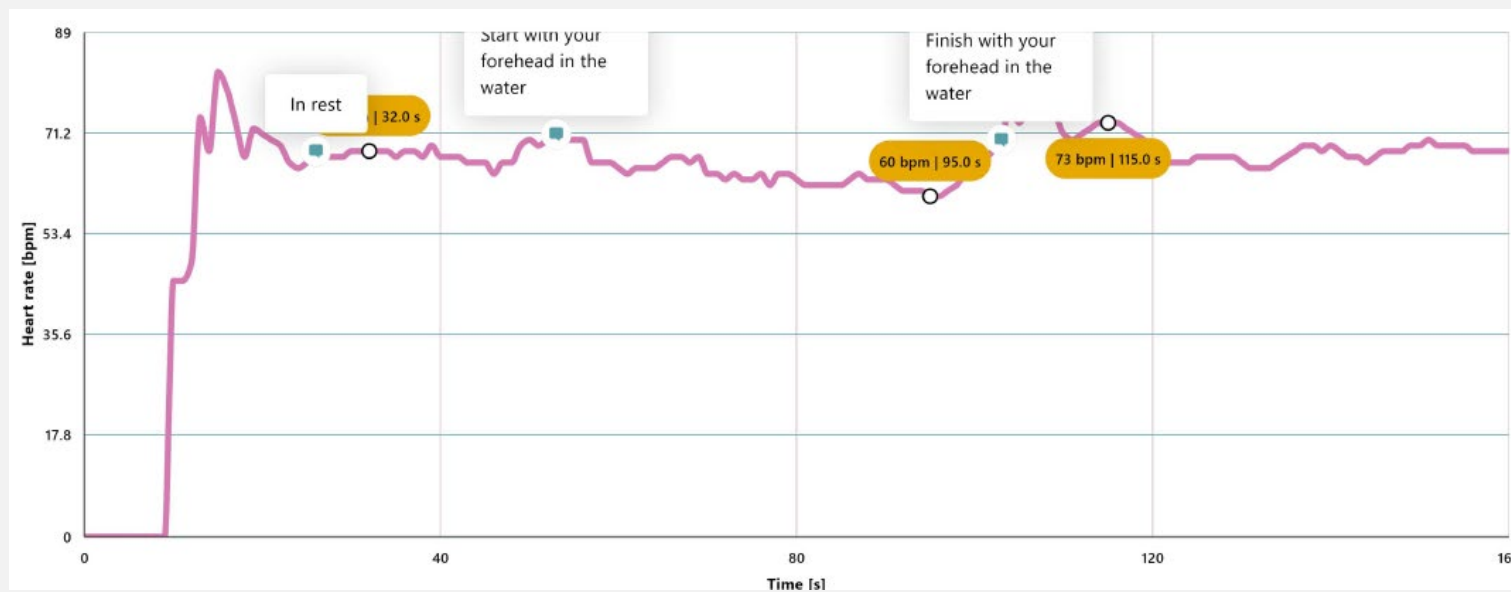 89
71.2
53.4
35.6
17.8
0
Heart rate [bpm]
In rest
| 32.0 s
Start with your
forehead in the
water
Finish with your
forehead in the
water
60 bpm | 95.0 s
73 bpm | 115.0 s
0
40
80
120
16
Time [s]